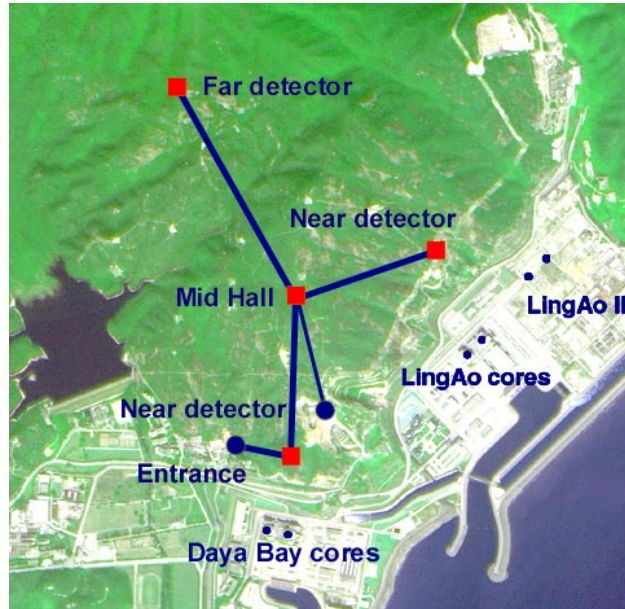 Far detector
Near detector
Mid Hall
LingAo II
LingAo cores
Near detector
Entrance
Daya Bay cores